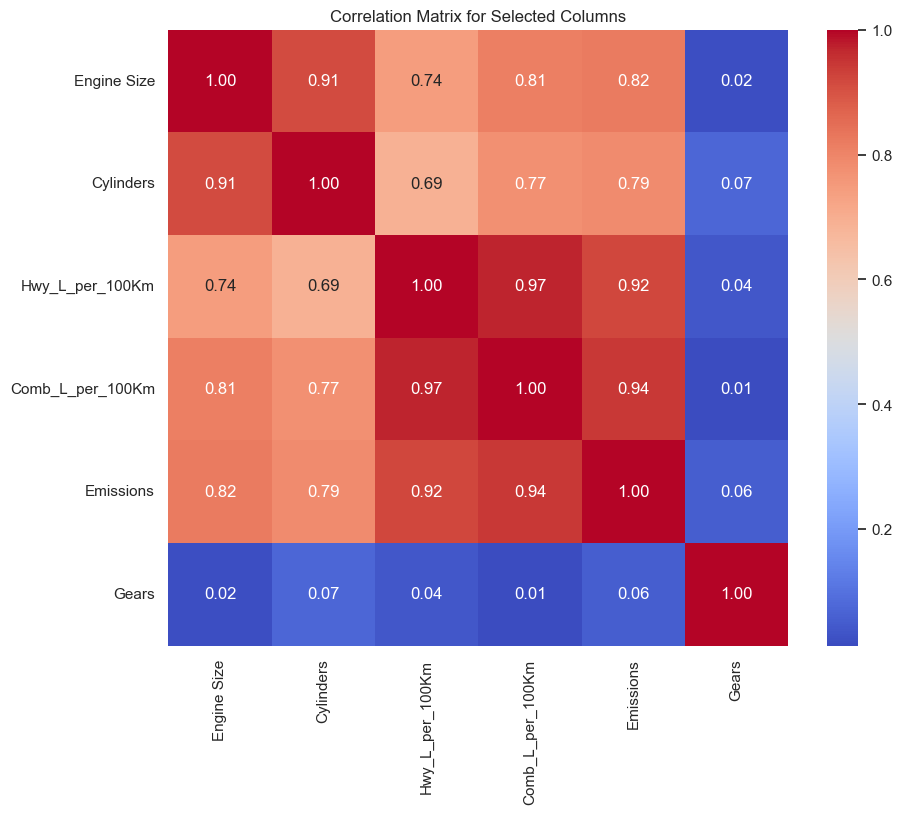 Correlation Matrix for Selected Columns
Engine Size 1.00 0.91 0.74 0.81 0.82 0.02
Cylinders 0.91 1.00 0.69 0.77 0.79 0.07
Hwy_L_per_100Km 0.74 0.69 1.00 0.97 0.92 0.04
Comb_L_per_100Km 0.81 0.77 0.97 1.00 0.94 0.01
Emissions 0.82 0.79 0.92 0.94 1.00 0.06
Gears 0.02 0.07 0.04 0.01 0.06 1.00
Engine Size
Cylinders
Hwy_L_per_100Km
Comb_L_per_100Km
Emissions
Gears
1.0
0.8
0.6
0.4
0.2